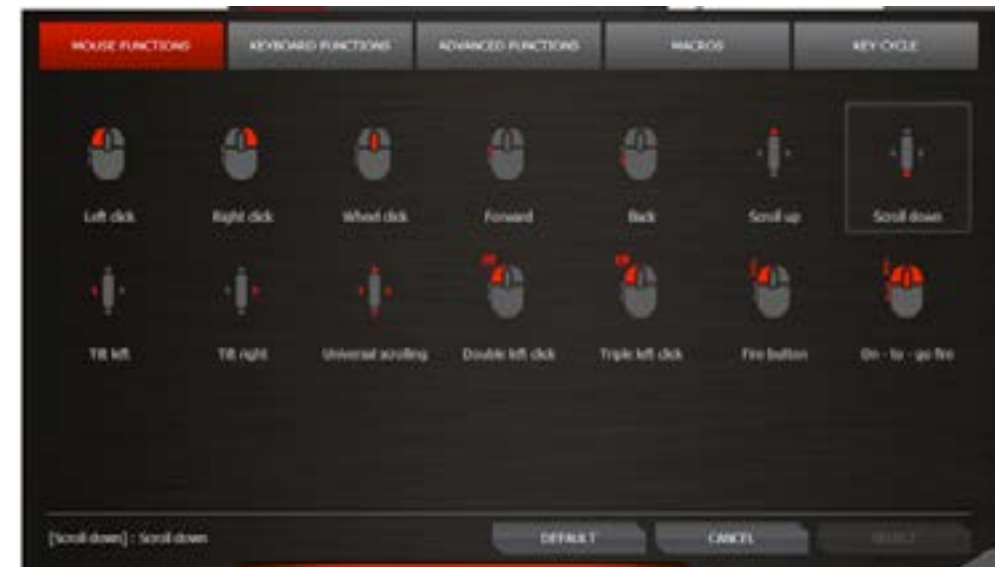 MOUSE FUNCTIONS KEYBOARD FUNCTIONS ADVANCED FUNCTIONS MACROS KEY CYCLE
Left click Right click Wheel click Forward Back Scroll up Scroll down
Tilt left Tilt right Universal scrolling Double left click Triple left click Fire button On - to - go fire
[Scroll down] : Scroll down DEFAULT CANCEL SELECT